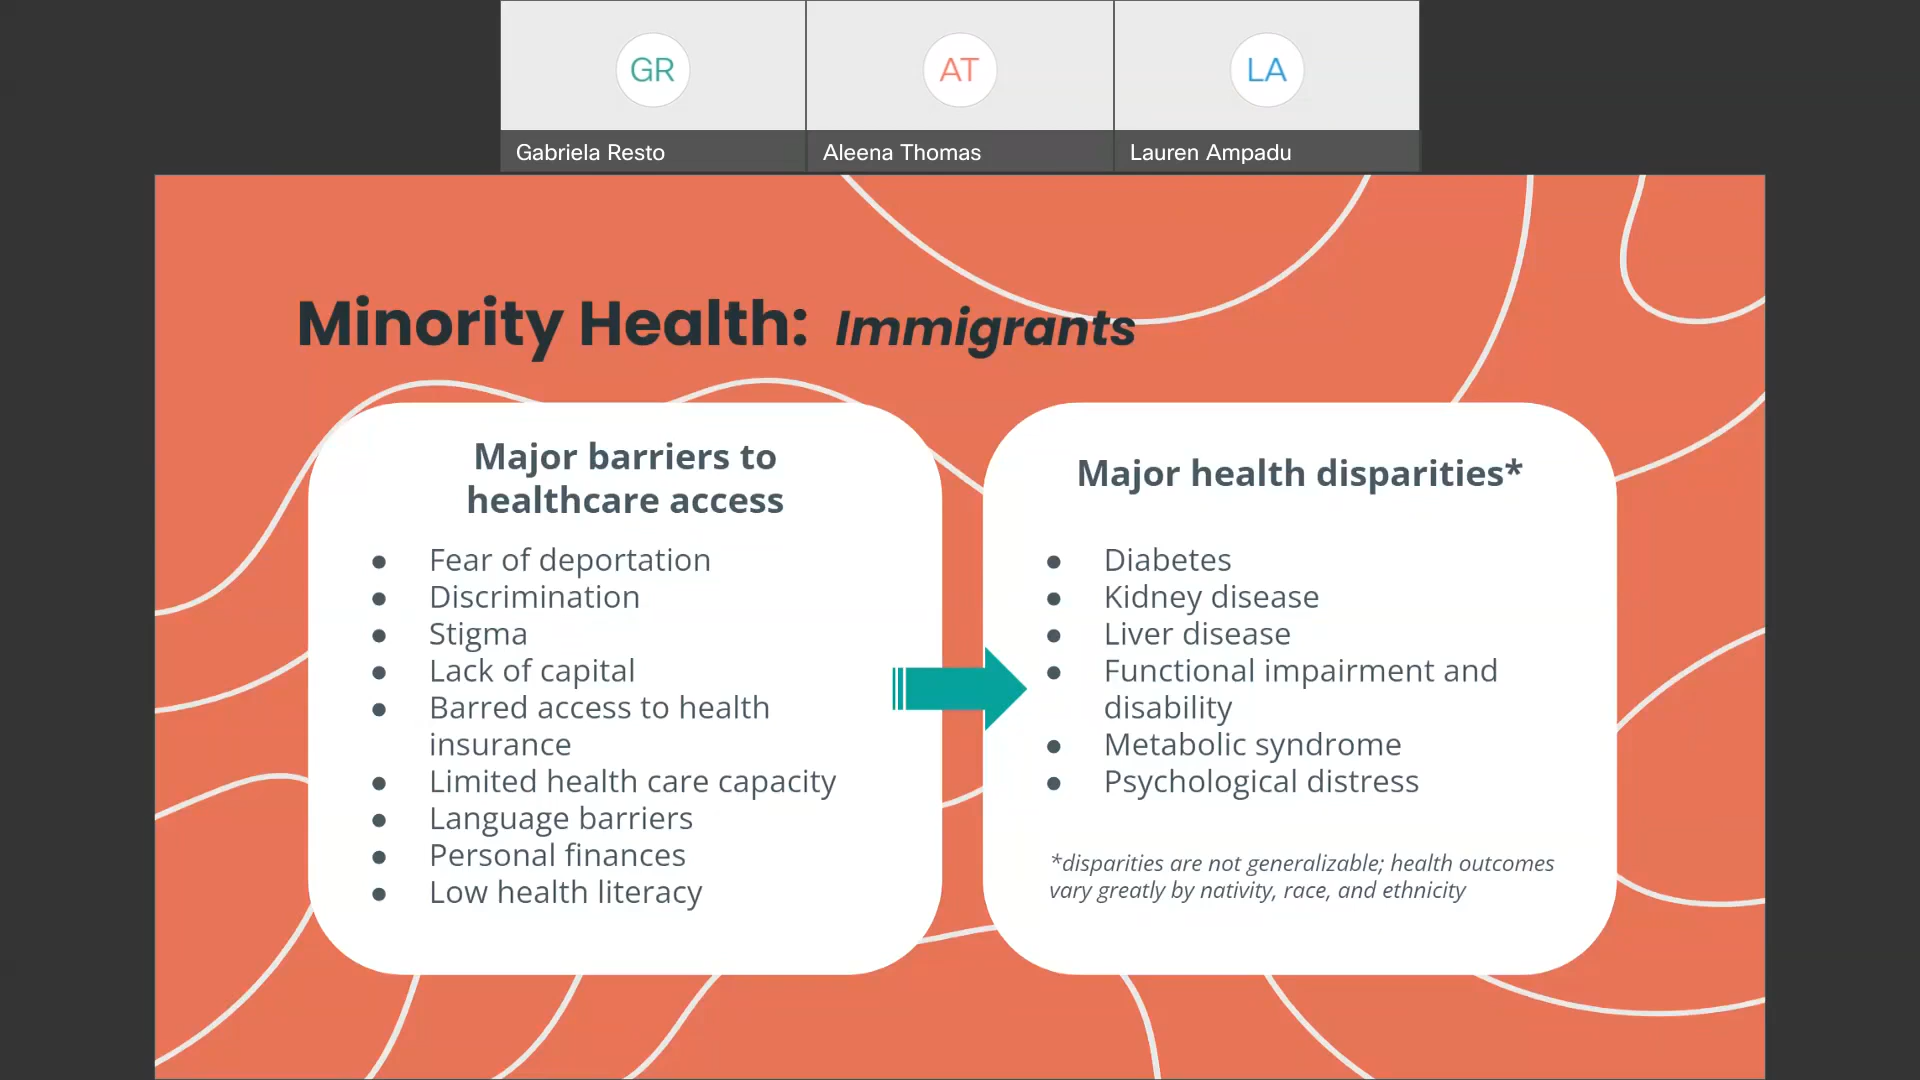 GR
AT
LA
Gabriela Resto
Aleena Thomas
Lauren Ampadu
Minority Health: Immigrants
Major barriers to
healthcare access
● Fear of deportation
● Discrimination
● Stigma
● Lack of capital
● Barred access to health
insurance
● Limited health care capacity
● Language barriers
● Personal finances
● Low health literacy
Major health disparities*
● Diabetes
● Kidney disease
● Liver disease
● Functional impairment and
disability
● Metabolic syndrome
● Psychological distress
*disparities are not generalizable; health outcomes
vary greatly by nativity, race, and ethnicity